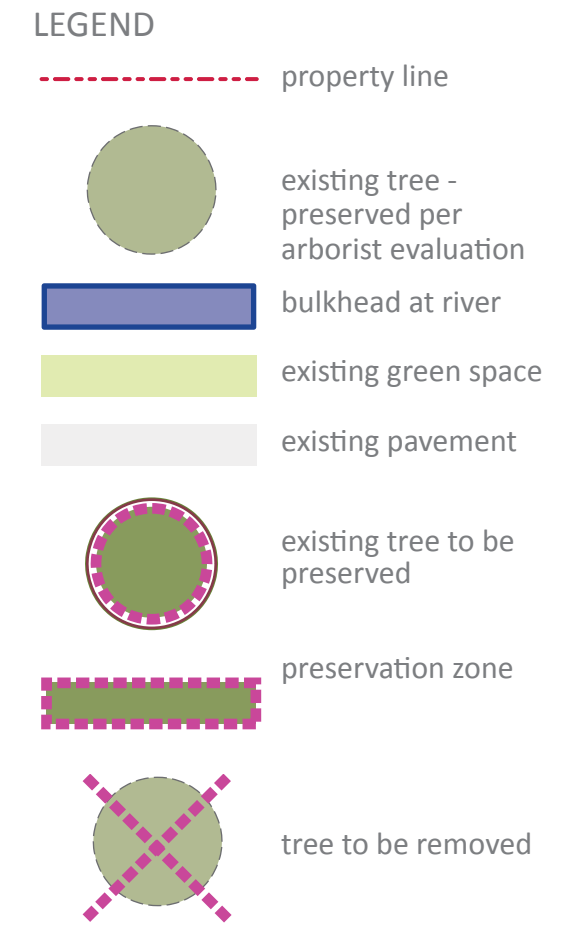 LEGEND
property line
existing tree -
preserved per
arborist evaluation
bulkhead at river
existing green space
existing pavement
existing tree to be
preserved
preservation zone
tree to be removed